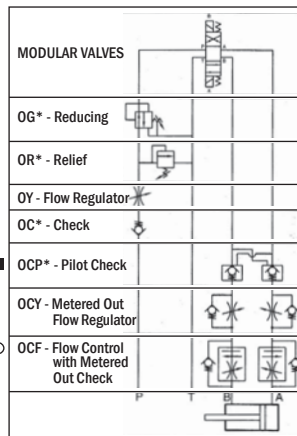 MODULAR VALVES
OG* - Reducing
OR* - Relief
OY - Flow Regulator
OC* - Check
OCP* - Pilot Check
OCY - Metered Out
Flow Regulator
OCF - Flow Control
with Metered
Out Check
P T B A